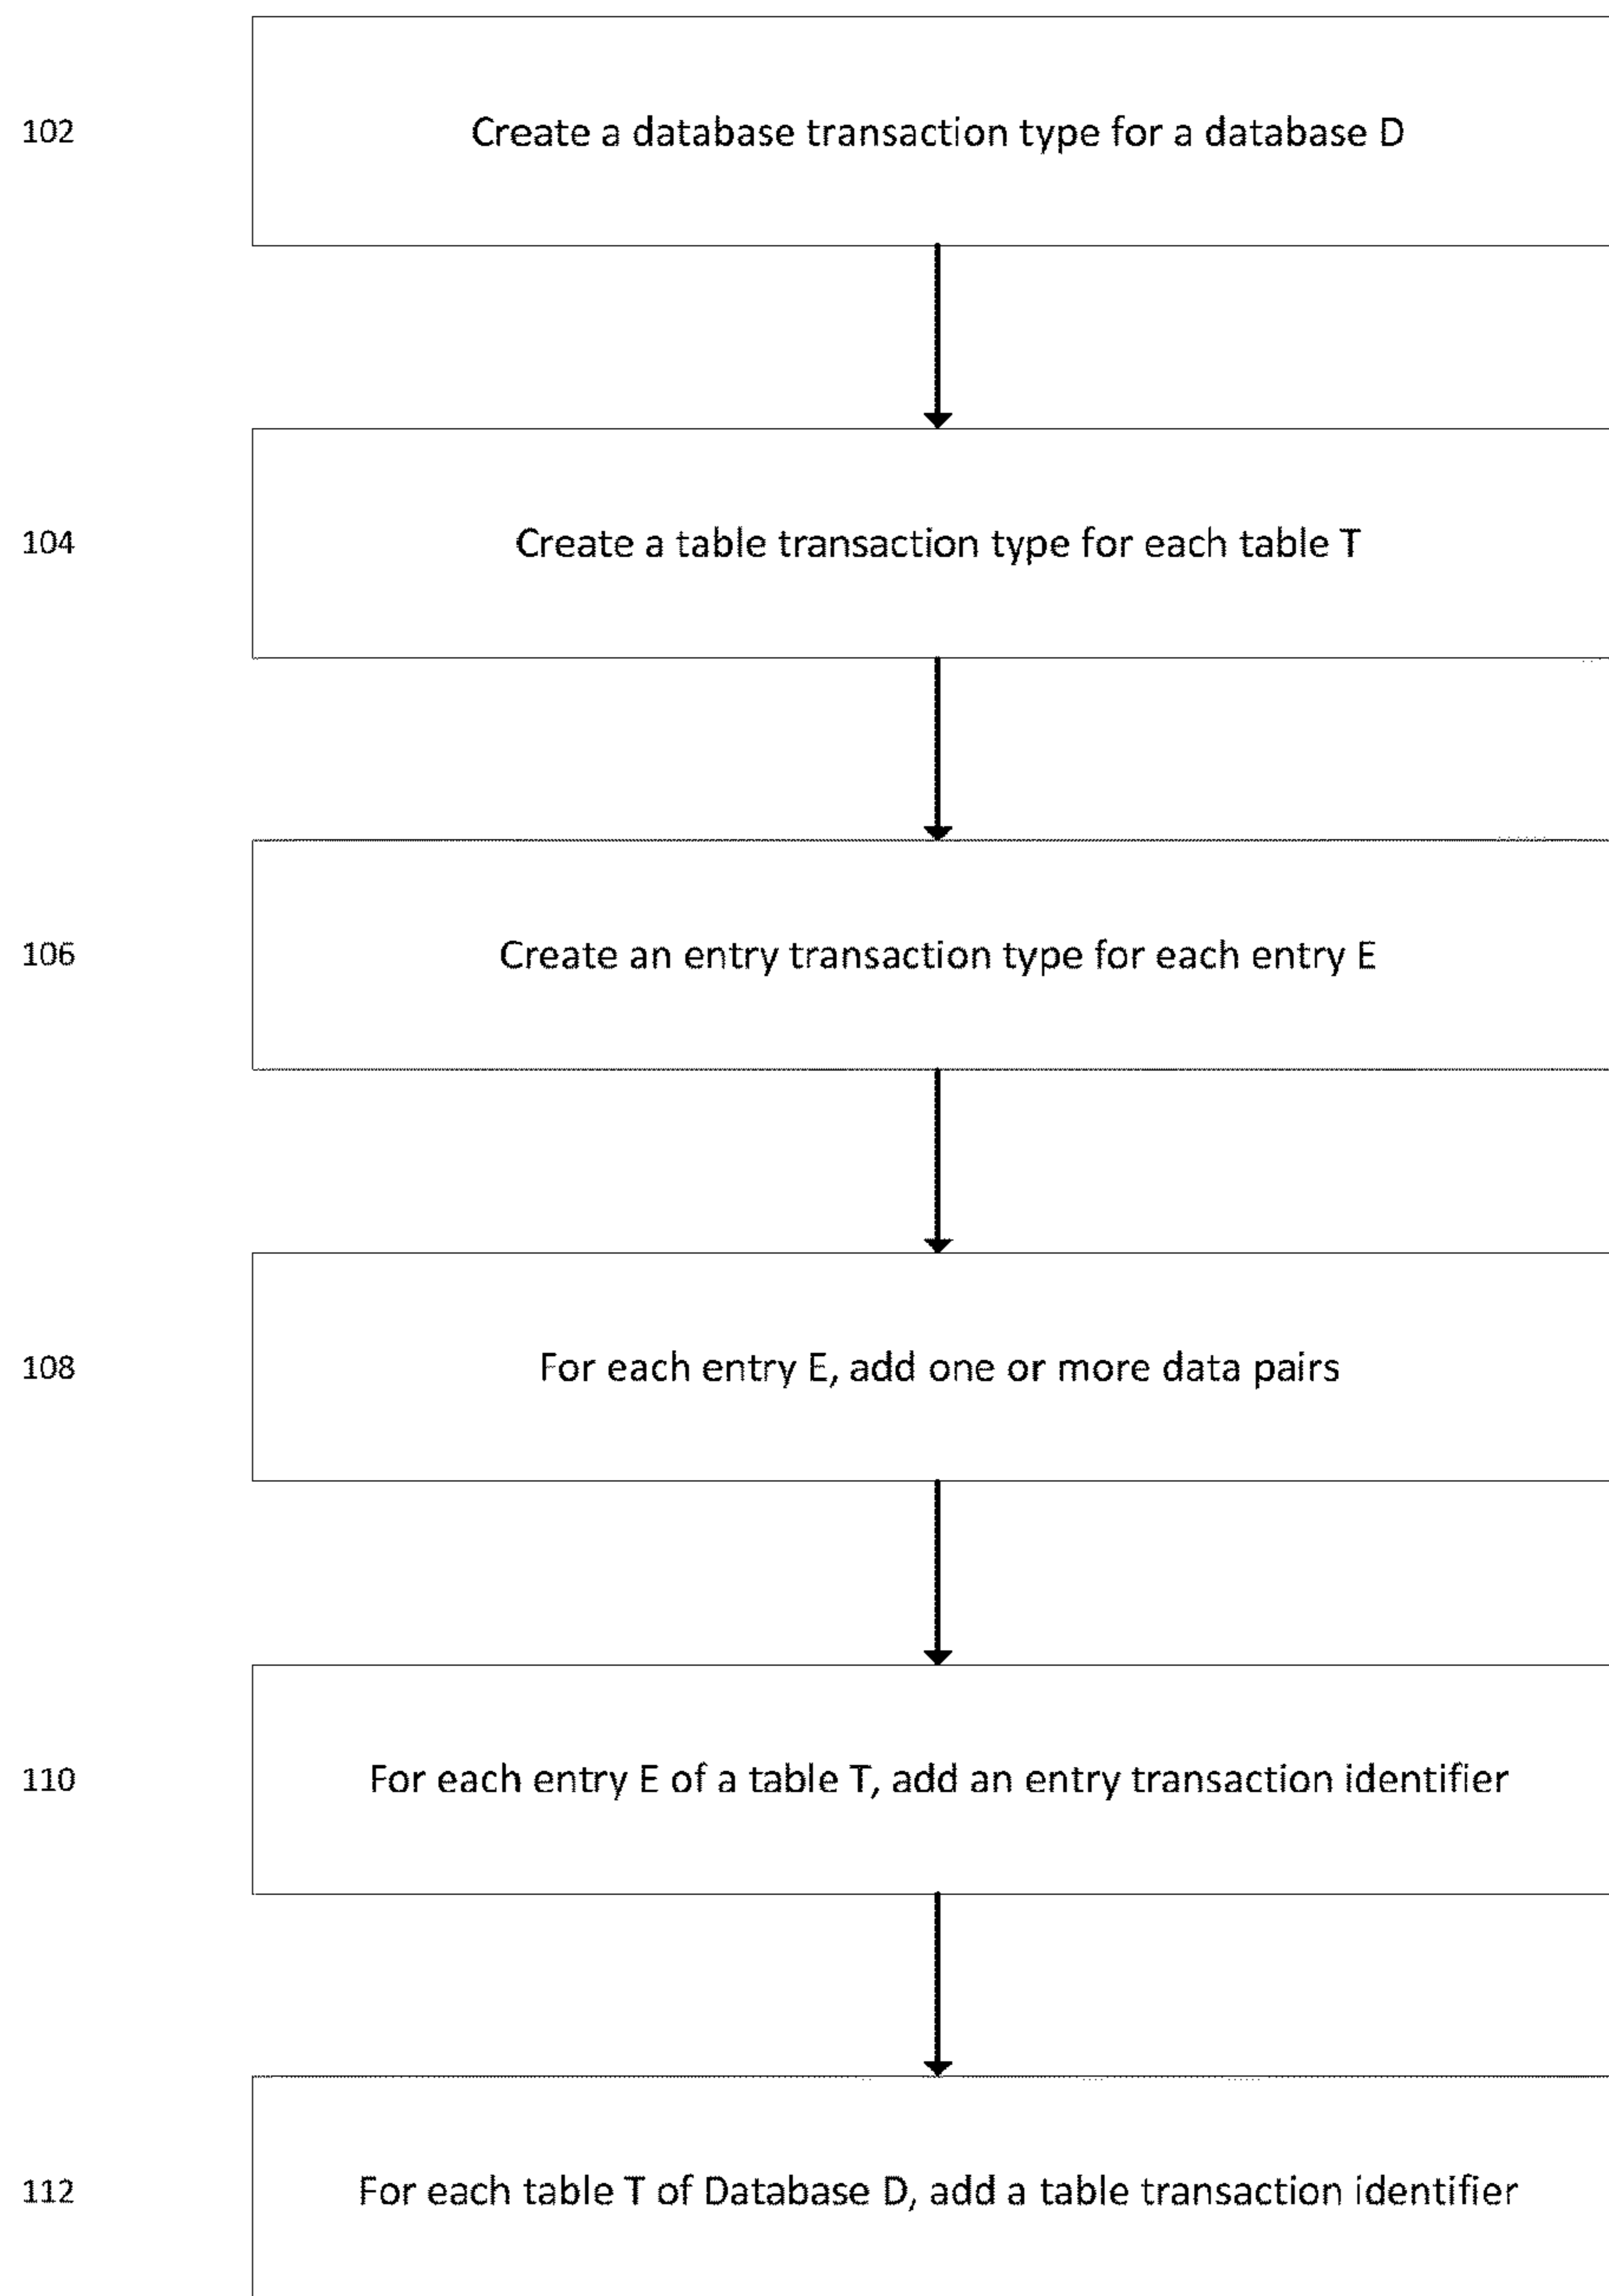 102
Create a database transaction type for a database D
104
Create a table transaction type for each table T
106
Create an entry transaction type for each entry E
108
For each entry E, add one or more data pairs
110
For each entry E of a table T, add an entry transaction identifier
112
For each table T of Database D, add a table transaction identifier